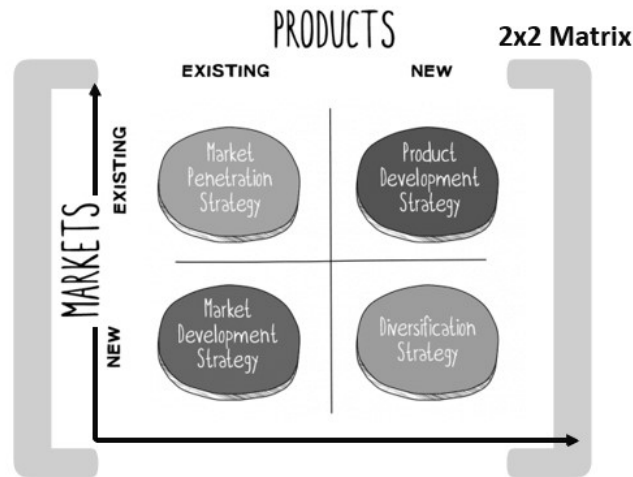 PRODUCTS
2x2 Matrix
EXISTING
NEW
MARKETS
EXISTING
NEW
Market
Penetration
Strategy
Product
Development
Strategy
Market
Development
Strategy
Diversification
Strategy